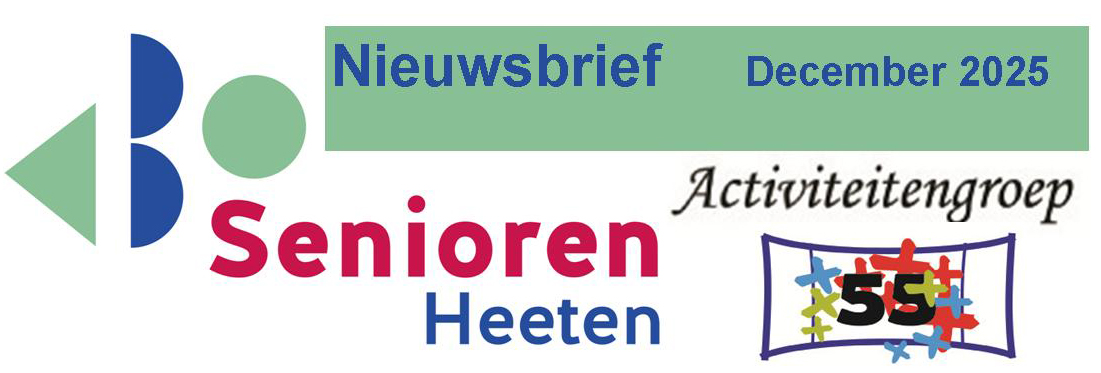 Nieuwsbrief December 2025
Senioren
Heeten
Activiteitengroep
55